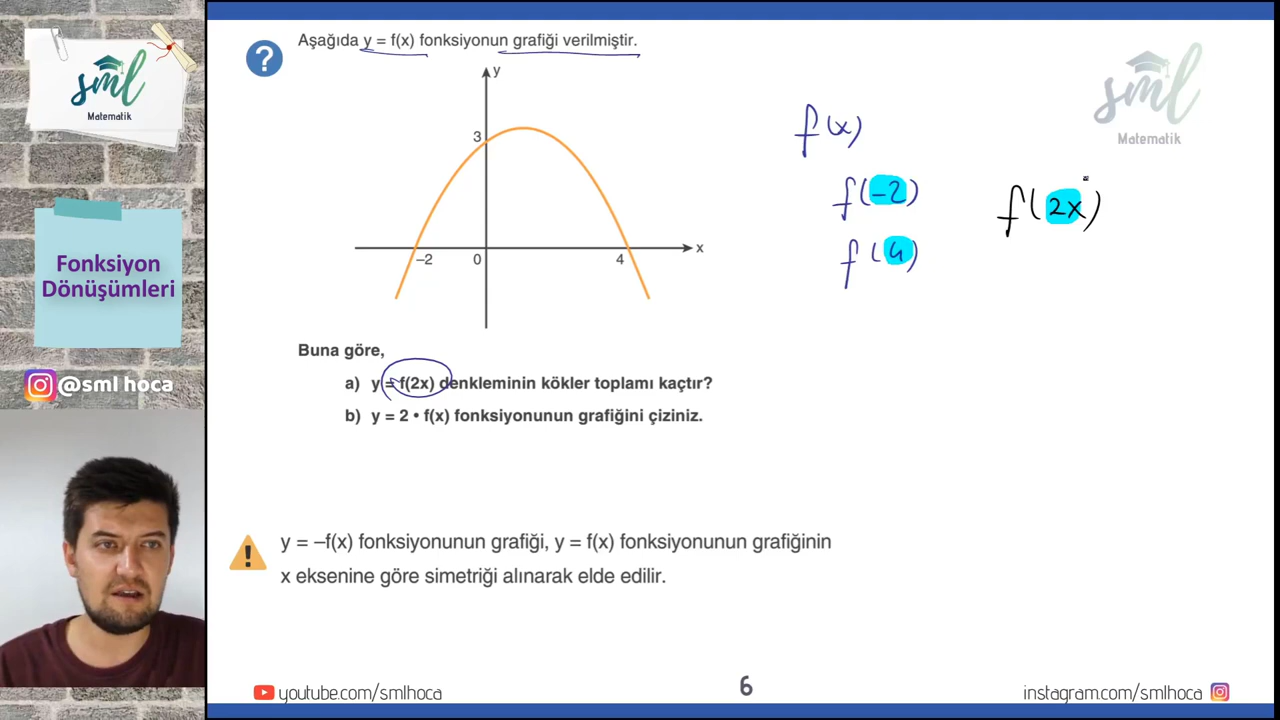 sml
Matematik
Fonksiyon
Dönüşümleri
@sml hoca
?
Aşağıda y = f(x) fonksiyonun grafiği verilmiştir.
y
3
x
–2
0
4
f(x)
f(-2)
f(4)
f(2x)
sml
Matematik
Buna göre,
a) y = f(2x) denkleminin kökler toplamı kaçtır?
b) y = 2 • f(x) fonksiyonunun grafiğini çiziniz.
y = –f(x) fonksiyonunun grafiği, y = f(x) fonksiyonunun grafiğinin
x eksenine göre simetriği alınarak elde edilir.
youtube.com/smlhoca
6
instagram.com/smlhoca